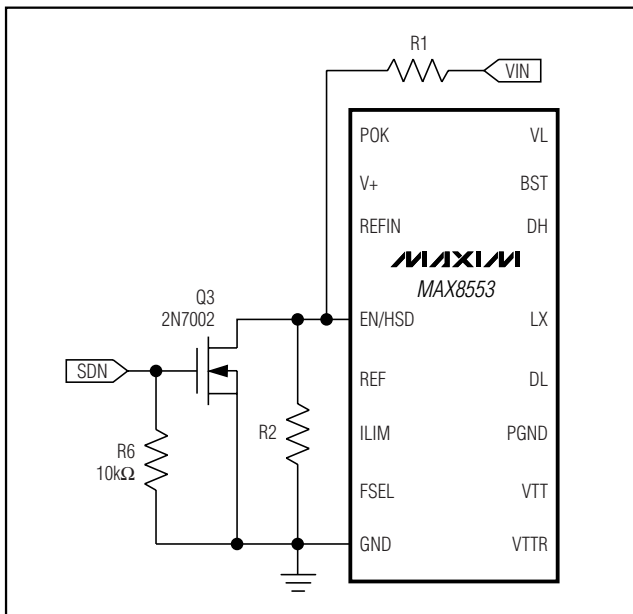 R1
VIN
POK VL
V+ BST
REFIN DH
MAXIM
MAX8553
Q3
2N7002
EN/HSD LX
SDN
REF DL
R2
ILIM PGND
R6
10kΩ
FSEL VTT
GND VTTR